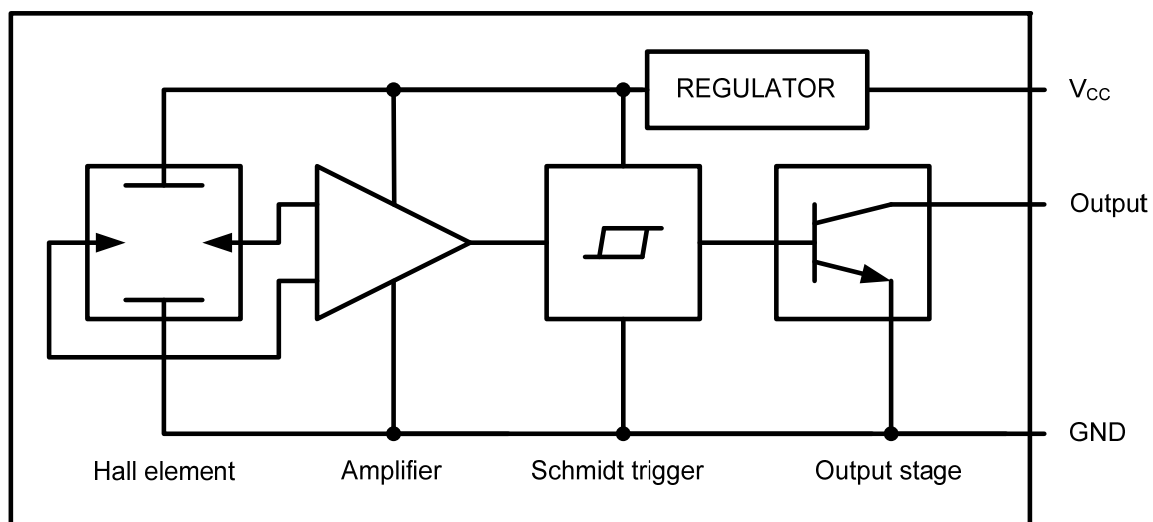 REGULATOR
VCC
Output
GND
Hall element
Amplifier
Schmidt trigger
Output stage